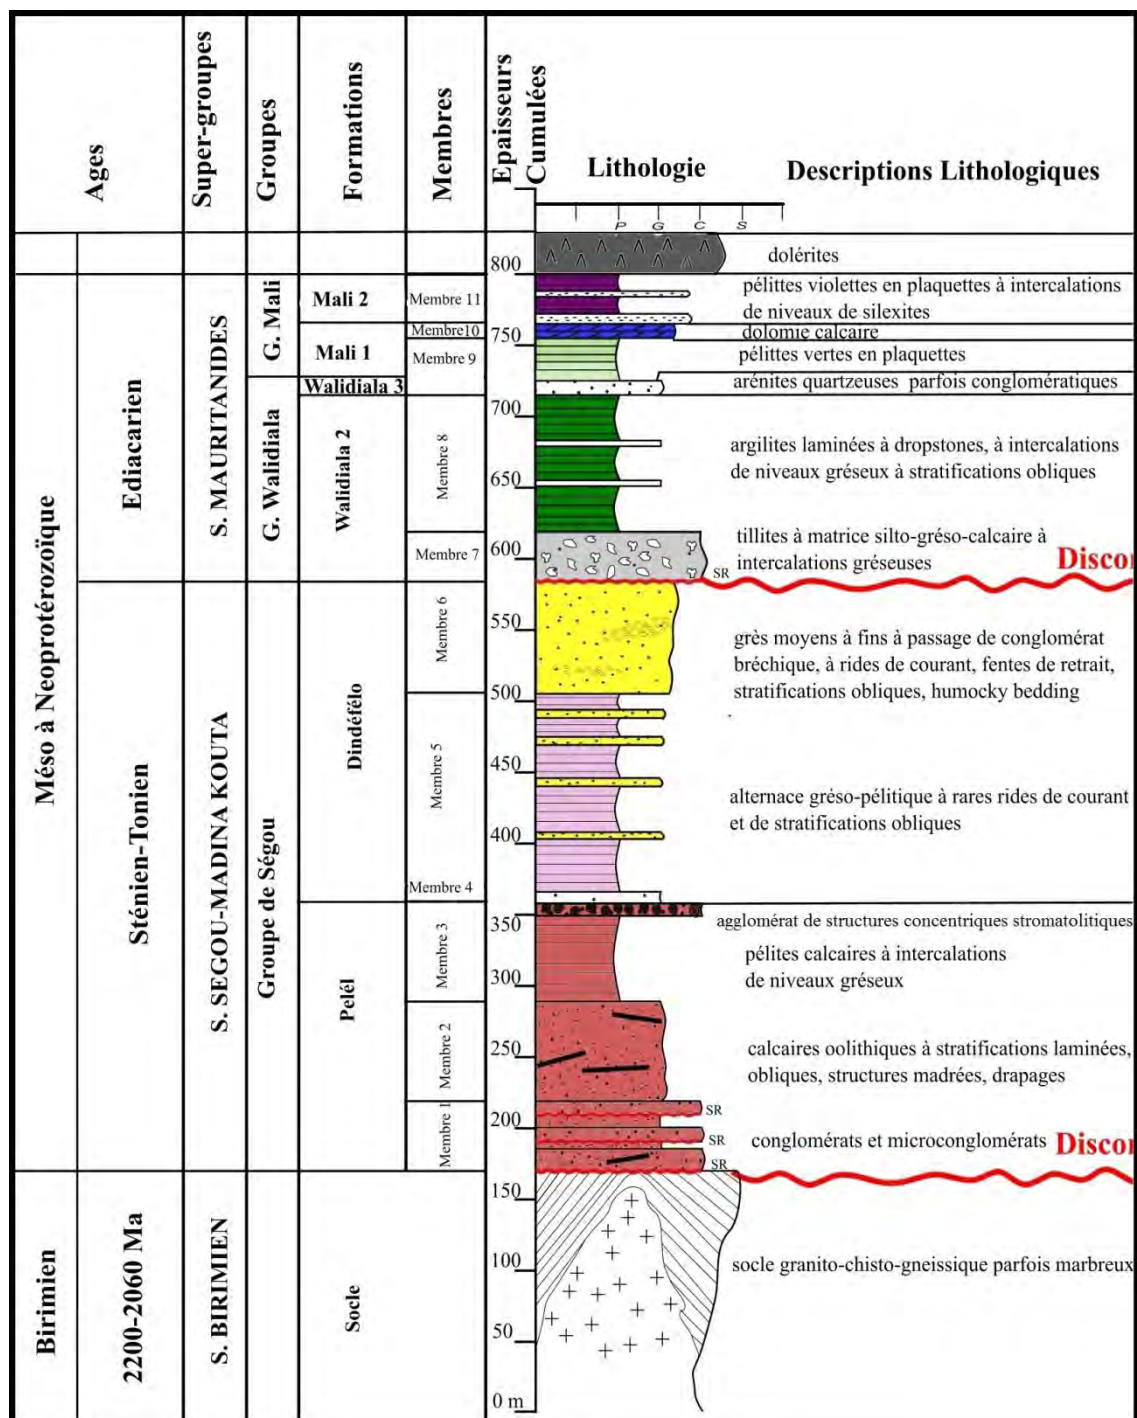 Ages
Super-groupes
Groupes
Formations
Membres
Epaisseurs
Cumulées
Lithologie
Descriptions Lithologiques
P G C S
dolérites
800
Méso à Neoprotérozoïque
Ediacarien
S. MAURITANIDES
G. Mali
Mali 2
Membre 11
pélittes violettes en plaquettes à intercalations
de niveaux de silexites
Membre10
dolomie calcaire
750
Mali 1
Membre 9
pélittes vertes en plaquettes
G. Walidiala
Walidiala 3
arénites quartzeuses parfois conglomératiques
700
Walidiala 2
Membre 8
argilites laminées à dropstones, à intercalations
de niveaux gréseux à stratifications obliques
650
Membre 7
600
tillites à matrice silto-gréso-calcaire à
intercalations gréseuses
SR
Discor
Sténien-Tonien
S. SEGOU-MADINA KOUTA
Groupe de Ségou
Dindéfélo
Membre 6
550
grès moyens à fins à passage de conglomérat
bréchique, à rides de courant, fentes de retrait,
stratifications obliques, humocky bedding
500
Membre 5
450
alternace gréso-pélitique à rares rides de courant
et de stratifications obliques
400
Membre 4
350
agglomérat de structures concentriques stromatolitiques
Pelél
Membre 3
pélites calcaires à intercalations
de niveaux gréseux
300
Membre 2
250
calcaires oolithiques à stratifications laminées,
obliques, structures madrées, drapages
Membre 1
SR
200
SR
conglomérats et microconglomérats
Discor
SR
150
Birimien
2200-2060 Ma
S. BIRIMIEN
Socle
100
socle granito-chisto-gneissique parfois marbreux
50
0 m